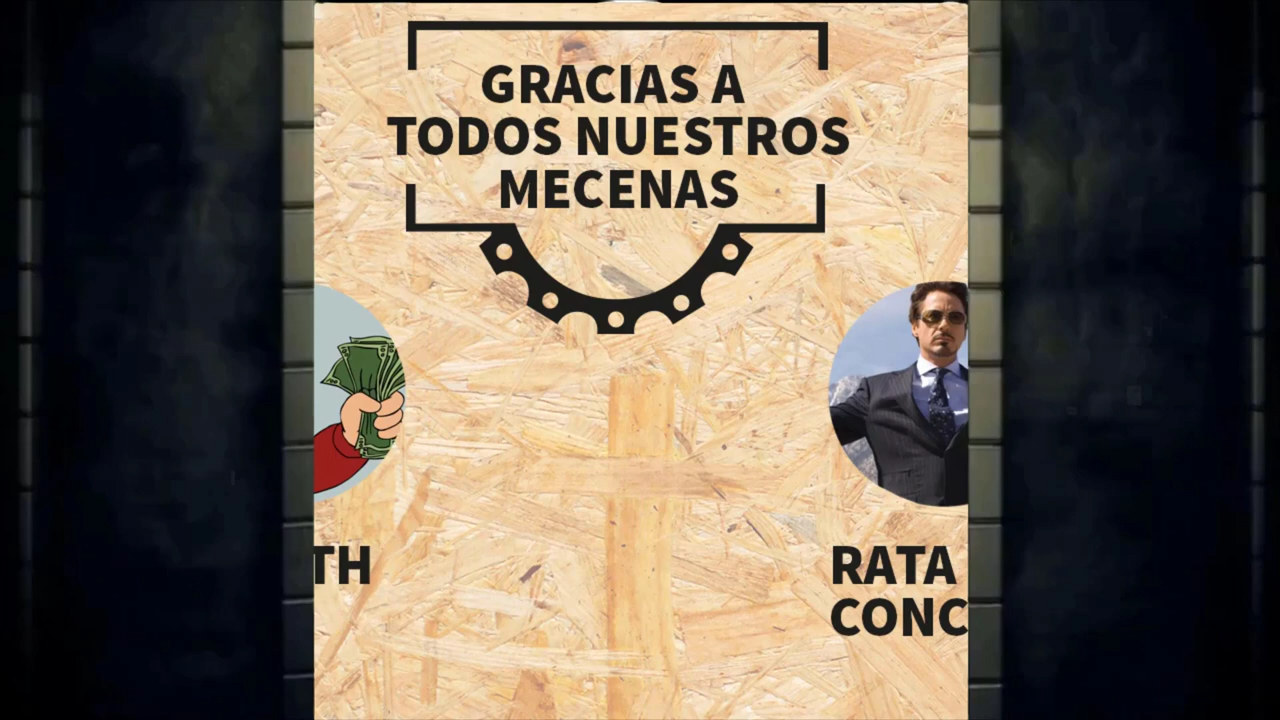 GRACIAS A
TODOS NUESTROS
MECENAS
TH
RATA
CONC